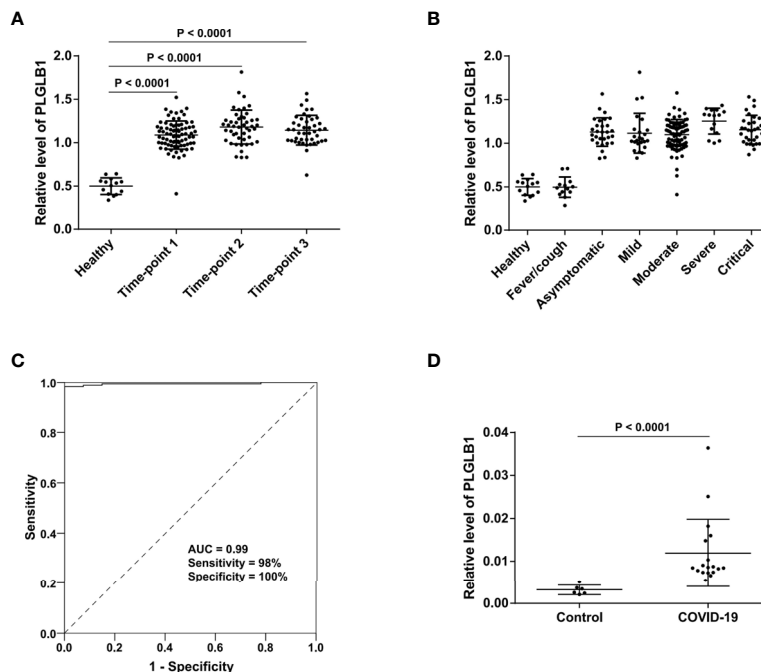 A
P < 0.0001
P < 0.0001
P < 0.0001
Relative level of PLGLB1
2.0
1.5
1.0
0.5
0.0
Healthy
Time-point 1
Time-point 2
Time-point 3
B
Relative level of PLGLB1
2.0
1.5
1.0
0.5
0.0
Healthy
Fever/cough
Asymptomatic
Mild
Moderate
Severe
Critical
C
Sensitivity
1.0
0.8
0.6
0.4
0.2
0.0
AUC = 0.99
Sensitivity = 98%
Specificity = 100%
0.0 0.2 0.4 0.6 0.8 1.0
1 - Specificity
D
P < 0.0001
Relative level of PLGLB1
0.04
0.03
0.02
0.01
0.00
Control COVID-19